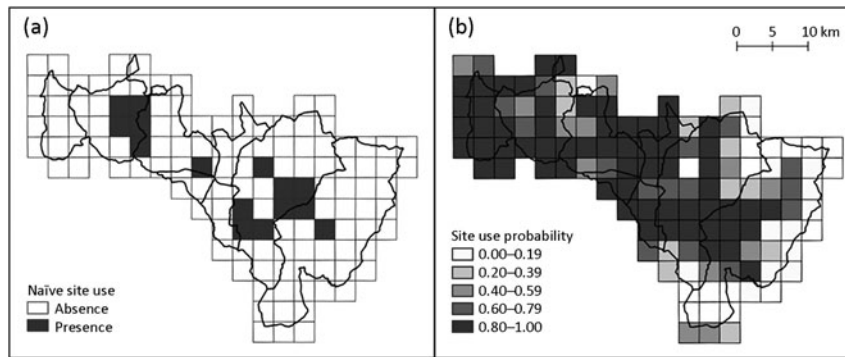 (a)
Naïve site use
Absence
Presence
(b)
0 5 10 km
Site use probability
0.00–0.19
0.20–0.39
0.40–0.59
0.60–0.79
0.80–1.00